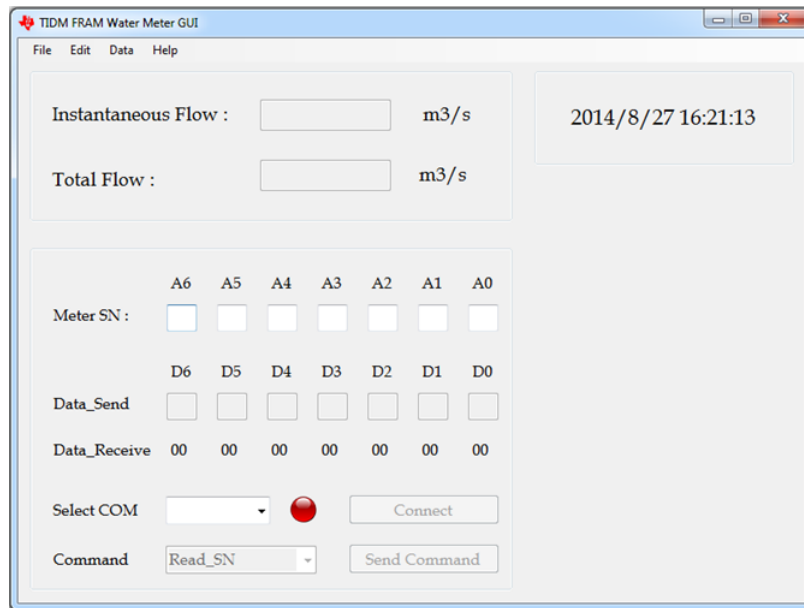 TIDM FRAM Water Meter GUI
File Edit Data Help
Instantaneous Flow : m3/s
2014/8/27 16:21:13
Total Flow : m3/s
A6 A5 A4 A3 A2 A1 A0
Meter SN :
D6 D5 D4 D3 D2 D1 D0
Data_Send
Data_Receive 00 00 00 00 00 00 00
Select COM Connect
Command Read_SN Send Command